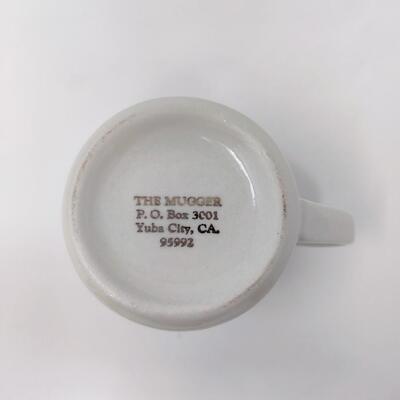 THE MUGGER
P. O. Box 3001
Yuba City, CA.
95992